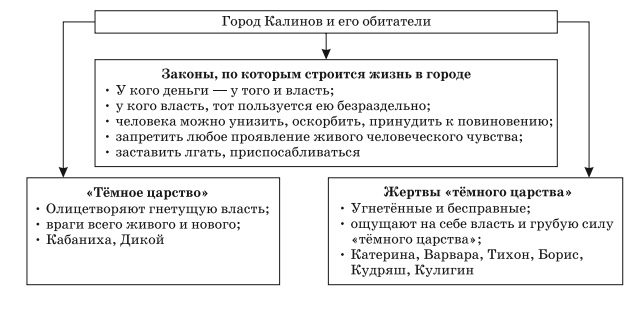 Город Калинов и его обитатели
Законы, по которым строится жизнь в городе
· У кого деньги — у того и власть;
· у кого власть, тот пользуется ею безраздельно;
· человека можно унизить, оскорбить, принудить к повиновению;
· запретить любое проявление живого человеческого чувства;
· заставить лгать, приспосабливаться
«Тёмное царство»
· Олицетворяют гнетущую власть;
· враги всего живого и нового;
· Кабаниха, Дикой
Жертвы «тёмного царства»
· Угнетённые и бесправные;
· ощущают на себе власть и грубую силу
«тёмного царства»;
· Катерина, Варвара, Тихон, Борис,
Кудряш, Кулигин